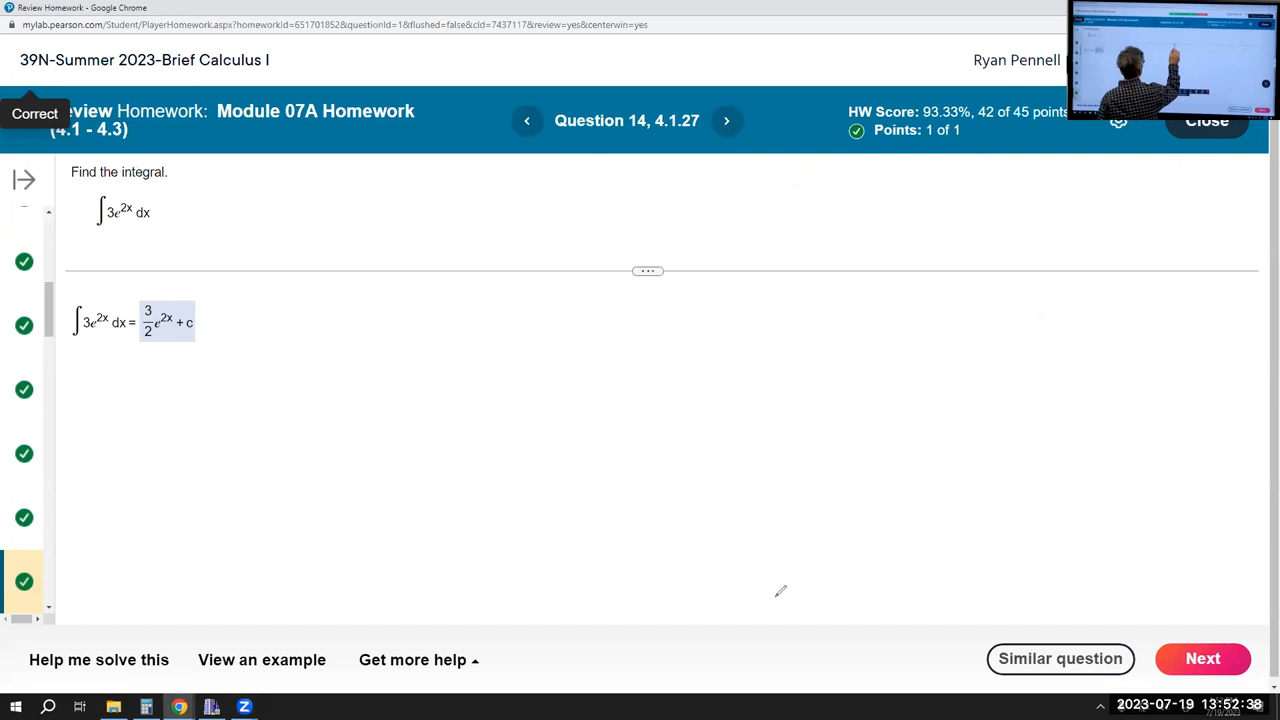 Review Homework - Google Chrome
mylab.pearson.com/Student/PlayerHomework.aspx?homeworkId=651701852&que
flushed=false
7437117
ew=yes&centerwin=yes
39N-Summer 2023-Brief Calculus I
Ryan Pennell
Correct
eview Homework: Module 07A Homework
(4.1 - 4.3)
Question 14, 4.1.27
HW Score: 93.33%, 42 of 45 points
Points: 1 of 1
Close
Find the integral.
∫ 3e^{2x} dx
∫ 3e^{2x} dx = 3/2 e^{2x} + c
Help me solve this
View an example
Get more help
Similar question
Next
2023-07-19 13:52:38